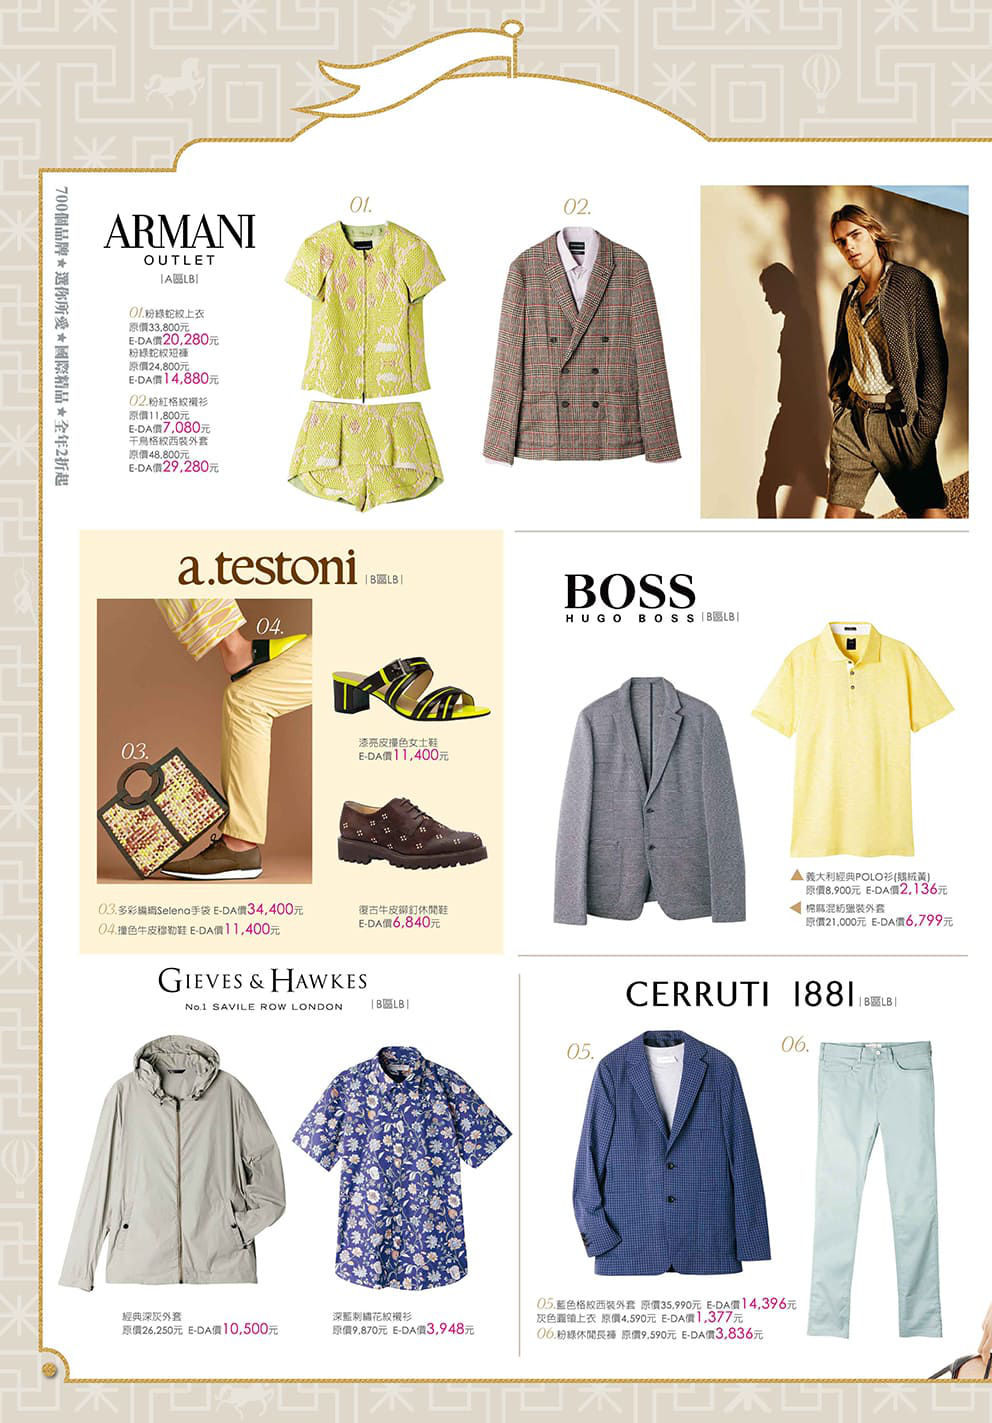 700個品牌★選你所愛★國際精品★全年2折起
ARMANI
OUTLET
|A區LB|
01.
02.
01.粉綠蛇紋上衣
原價33,800元
E-DA價20,280元
粉綠蛇紋短褲
原價24,800元
E-DA價14,880元
02.粉紅格紋襯衫
原價11,800元
E-DA價7,080元
千鳥格紋西裝外套
原價48,800元
E-DA價29,280元
a.testoni |B區LB|
04.
03.
漆亮皮撞色女士鞋
E-DA價11,400元
03.多彩編織Selena手袋 E-DA價34,400元
04.撞色牛皮穆勒鞋 E-DA價11,400元
復古牛皮鉚釘休閒鞋
E-DA價6,840元
BOSS
HUGO BOSS |B區LB|
義大利經典POLO衫(鵝絨黃)
原價8,900元 E-DA價2,136元
棉麻混紡獵裝外套
原價21,000元 E-DA價6,799元
GIEVES & HAWKES
No.1 SAVILE ROW LONDON |B區LB|
經典深灰外套
原價26,250元 E-DA價10,500元
深藍刺繡花紋襯衫
原價9,870元 E-DA價3,948元
CERRUTI 1881 |B區LB|
05.
06.
05.藍色格紋西裝外套 原價35,990元 E-DA價14,396元
灰色圓領上衣 原價4,590元 E-DA價1,377元
06.粉綠休閒長褲 原價9,590元 E-DA價3,836元